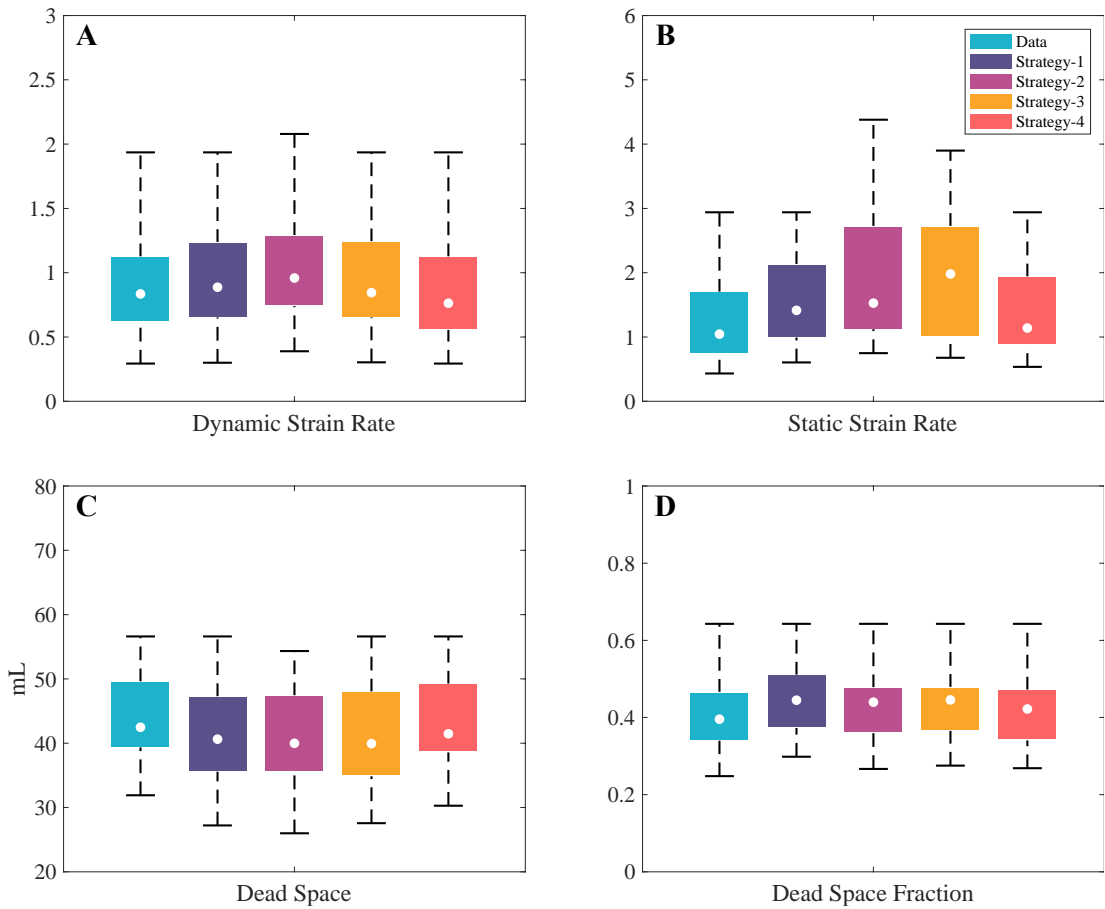 A
3
2.5
2
1.5
1
0.5
0
Dynamic Strain Rate
B
6
5
4
3
2
1
0
Static Strain Rate
Data
Strategy-1
Strategy-2
Strategy-3
Strategy-4
C
80
70
60
50
40
30
20
mL
Dead Space
D
1
0.8
0.6
0.4
0.2
0
Dead Space Fraction